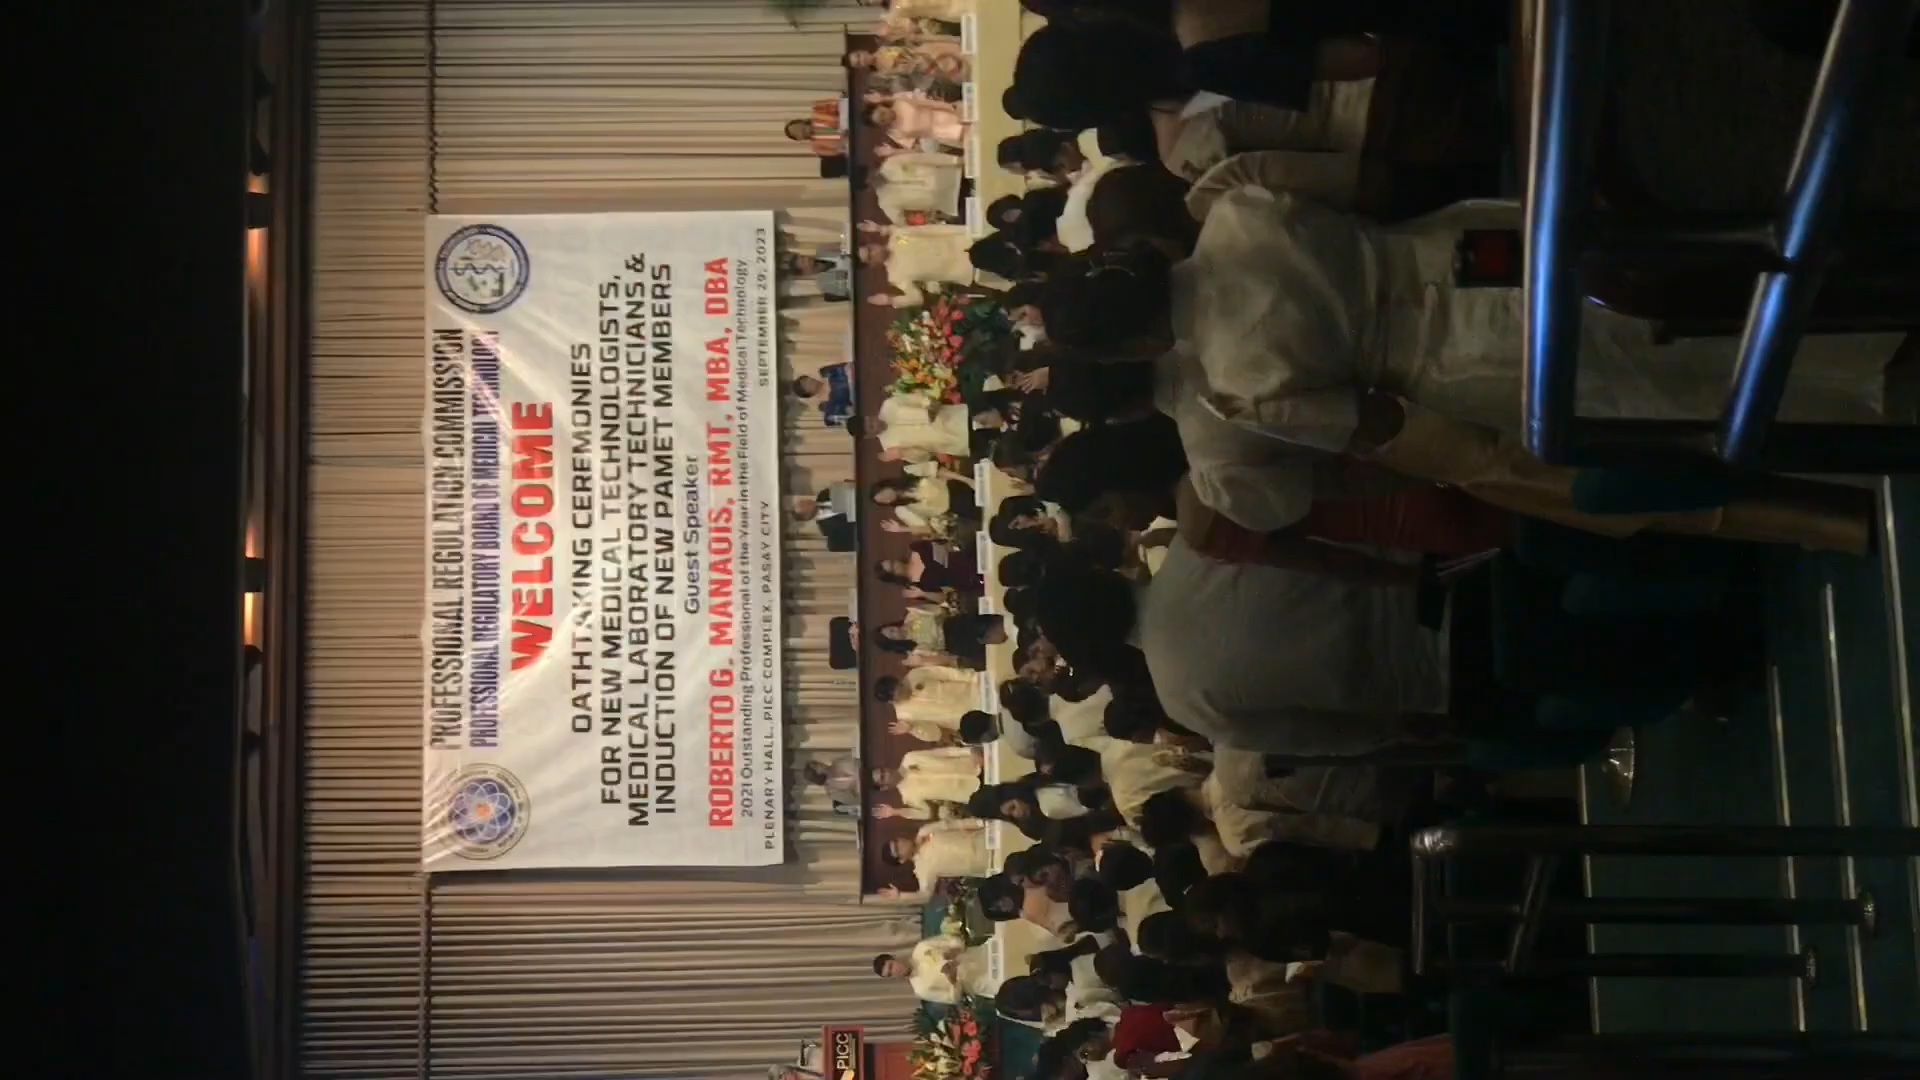 PROFESSIONAL REGULATION COMMISSION
PROFESSIONAL REGULATORY BOARD OF MEDICAL TECHNOLOGY
WELCOME
OATHTAKING CEREMONIES
FOR NEW MEDICAL TECHNOLOGISTS,
MEDICAL LABORATORY TECHNICIANS &
INDUCTION OF NEW PAMET MEMBERS
Guest Speaker
ROBERTO G. MANAOIS, RMT, MBA, DBA
2021 Outstanding Professional of the Year in the Field of Medical Technology
PLENARY HALL, PICC COMPLEX, PASAY CITY SEPTEMBER 29, 2023
PICC